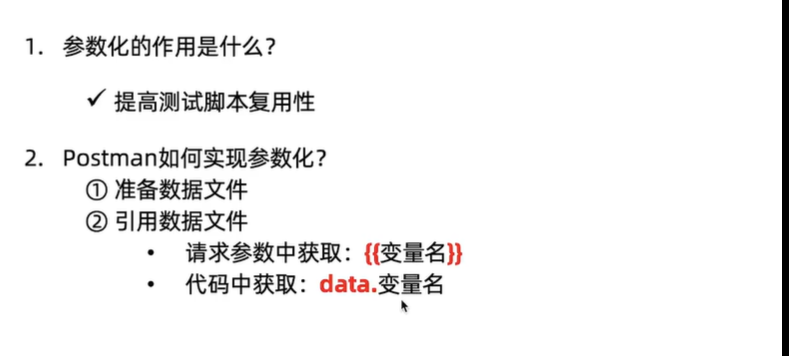 1. 参数化的作用是什么？
✓ 提高测试脚本复用性
2. Postman如何实现参数化？
① 准备数据文件
② 引用数据文件
• 请求参数中获取：{{变量名}}
• 代码中获取：data.变量名